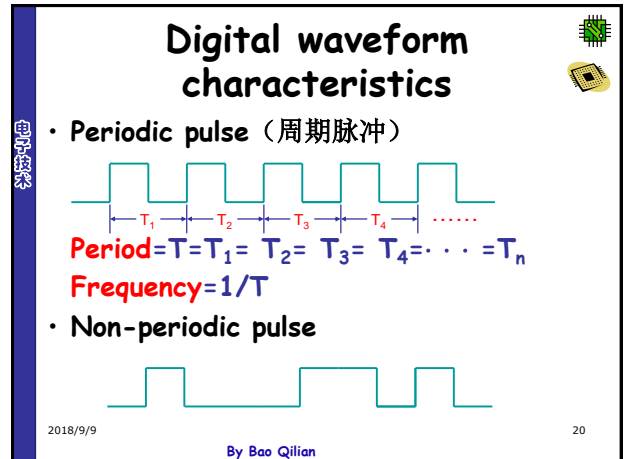 Digital waveform
characteristics
电子技术
• Periodic pulse（周期脉冲）
T₁ T₂ T₃ T₄ ······
Period=T=T₁= T₂= T₃= T₄=· · · =Tₙ
Frequency=1/T
• Non-periodic pulse
2018/9/9
20
By Bao Qilian